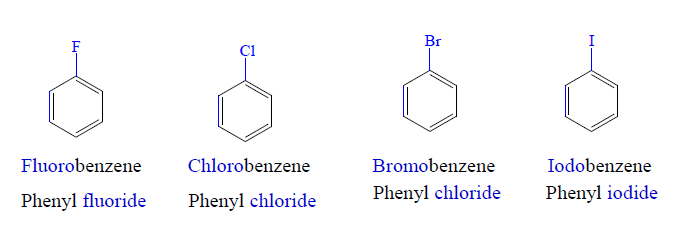 F
Cl
Br
I
Fluorobenzene
Chlorobenzene
Bromobenzene
Iodobenzene
Phenyl fluoride
Phenyl chloride
Phenyl chloride
Phenyl iodide